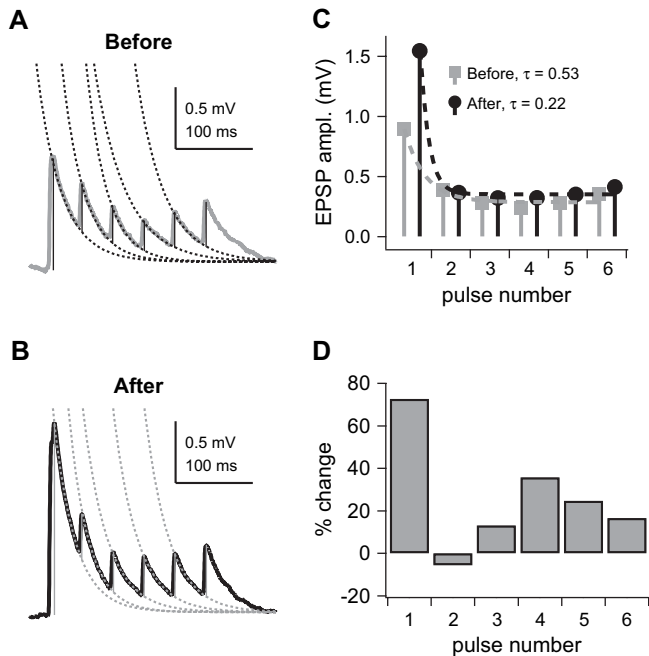 A
Before
0.5 mV
100 ms
B
After
0.5 mV
100 ms
C
EPSP ampl. (mV)
1.5
1.0
0.5
0.0
Before, τ = 0.53
After, τ = 0.22
1 2 3 4 5 6
pulse number
D
% change
80
60
40
20
0
-20
1 2 3 4 5 6
pulse number